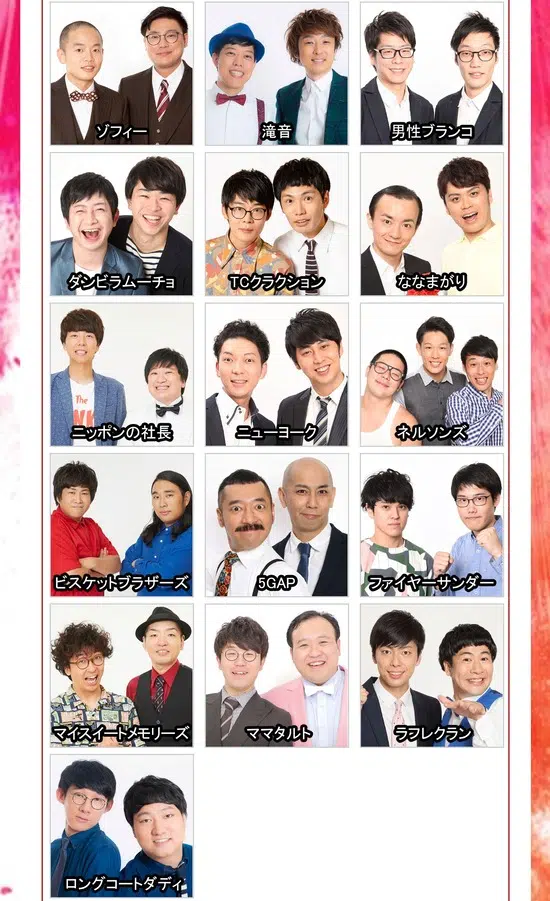 ゾフィー
滝音
男性ブランコ
ダンビラムーチョ
TCクラクション
ななまがり
The
ニッポンの社長
ニューヨーク
ネルソンズ
ビスケットブラザーズ
5GAP
ファイヤーサンダー
マイスイートメモリーズ
ママタルト
ラフレクラン
ロングコートダディ